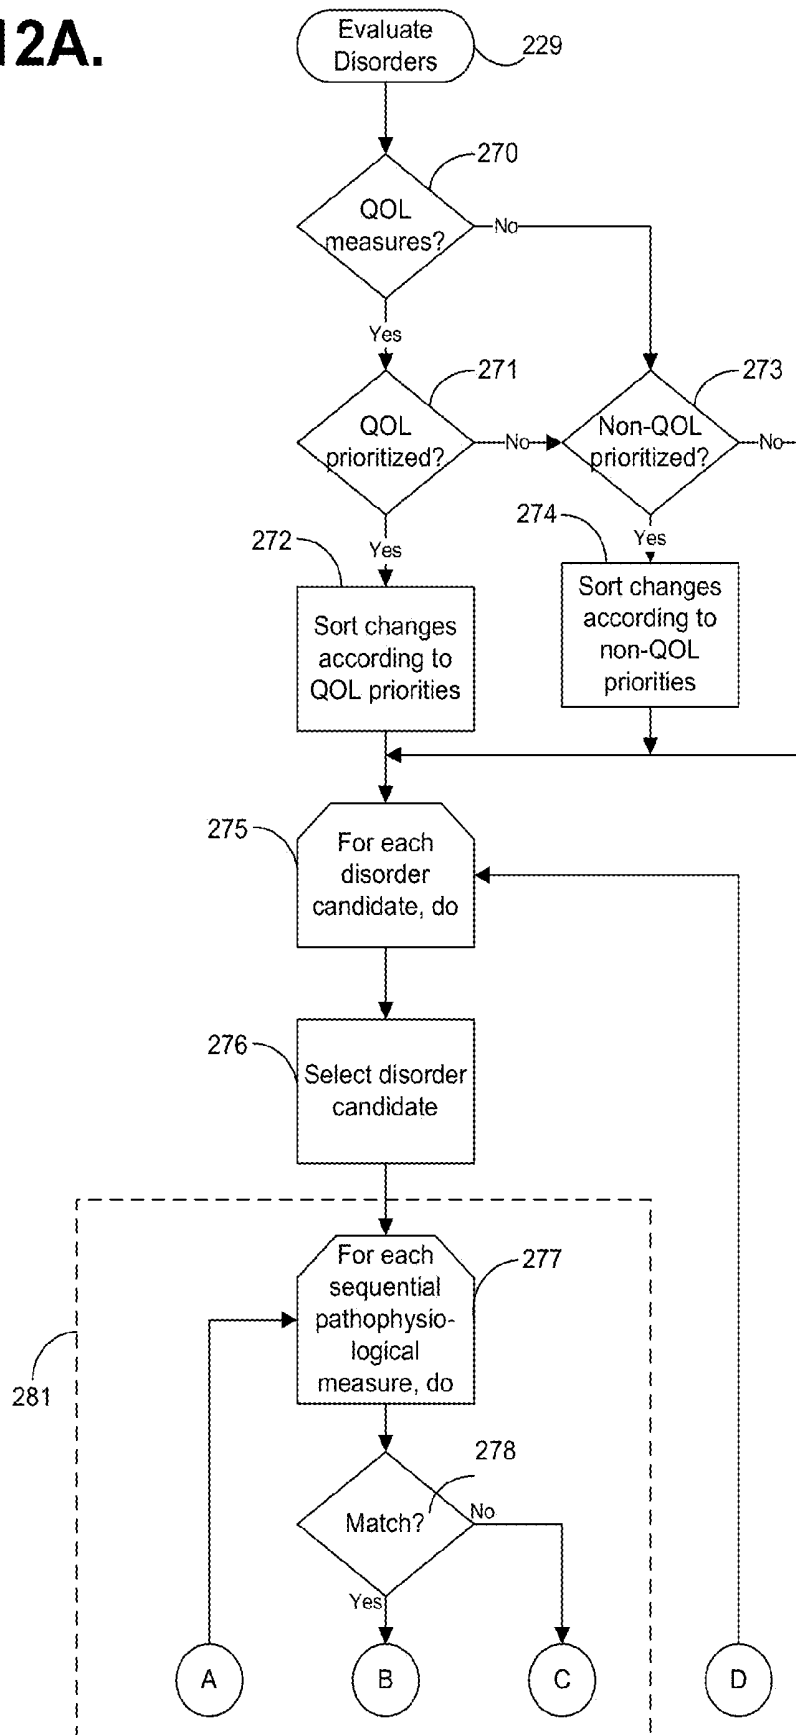 12A.
Evaluate
Disorders
229
270
QOL
measures?
No
Yes
271
273
QOL
prioritized?
No
Non-QOL
prioritized?
No
274
272
Yes
Yes
Sort changes
according to
QOL priorities
Sort changes
according to
non-QOL
priorities
275
For each
disorder
candidate, do
276
Select disorder
candidate
277
For each
sequential
pathophysio-
logical
measure, do
281
278
Match?
No
Yes
A
B
C
D